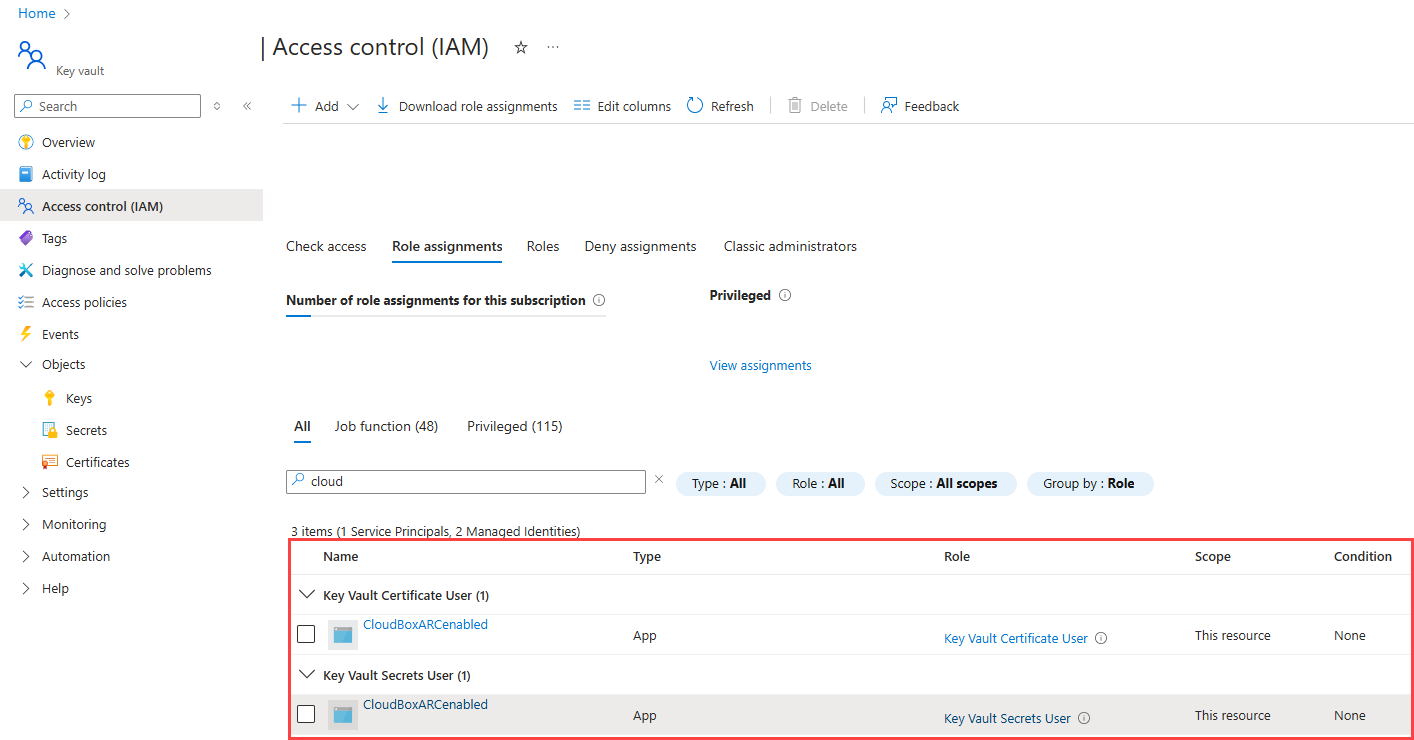 Home
Access control (IAM)
Key vault
Search
Add
Download role assignments
Edit columns
Refresh
Delete
Feedback
Overview
Activity log
Access control (IAM)
Tags
Diagnose and solve problems
Access policies
Events
Objects
Keys
Secrets
Certificates
Settings
Monitoring
Automation
Help
Check access Role assignments Roles Deny assignments Classic administrators
Number of role assignments for this subscription
Privileged
View assignments
All Job function (48) Privileged (115)
cloud
Type : All Role : All Scope : All scopes Group by : Role
3 items (1 Service Principals, 2 Managed Identities)
Name Type Role Scope Condition
Key Vault Certificate User (1)
CloudBoxARCenabled App Key Vault Certificate User This resource None
Key Vault Secrets User (1)
CloudBoxARCenabled App Key Vault Secrets User This resource None